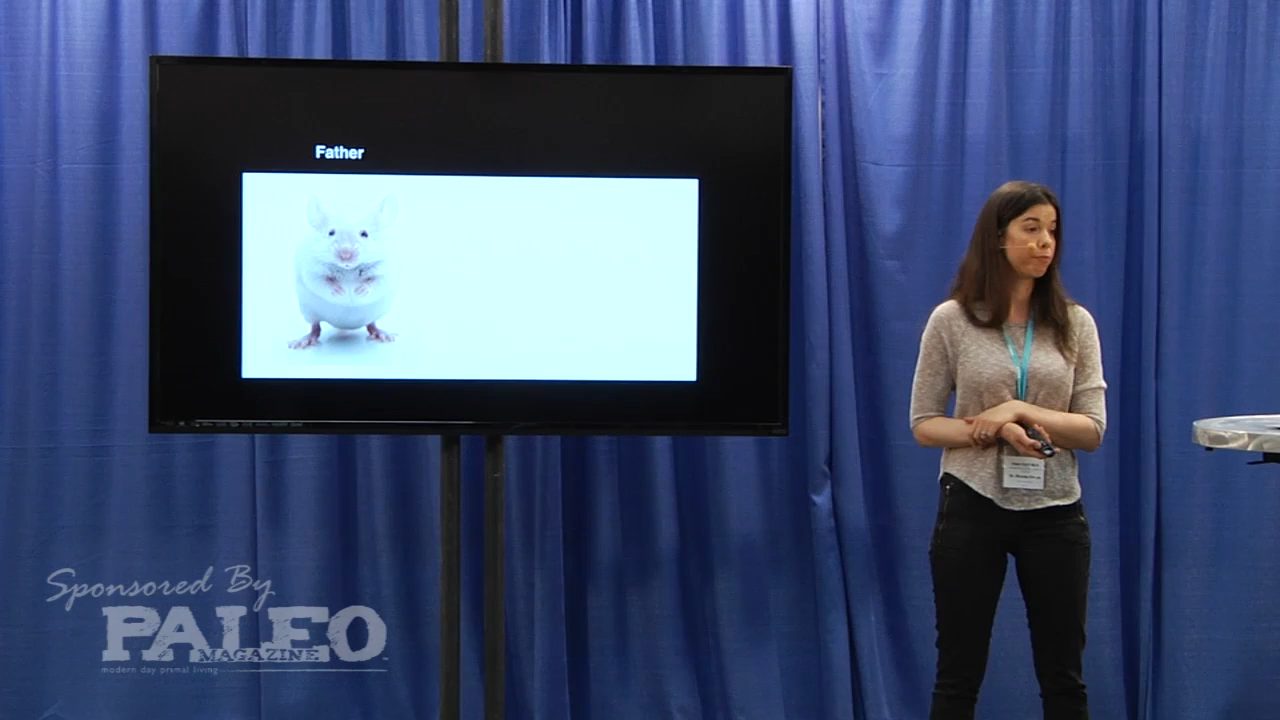 Father
Sponsored By
PALEO
MAGAZINE
modern day primal living